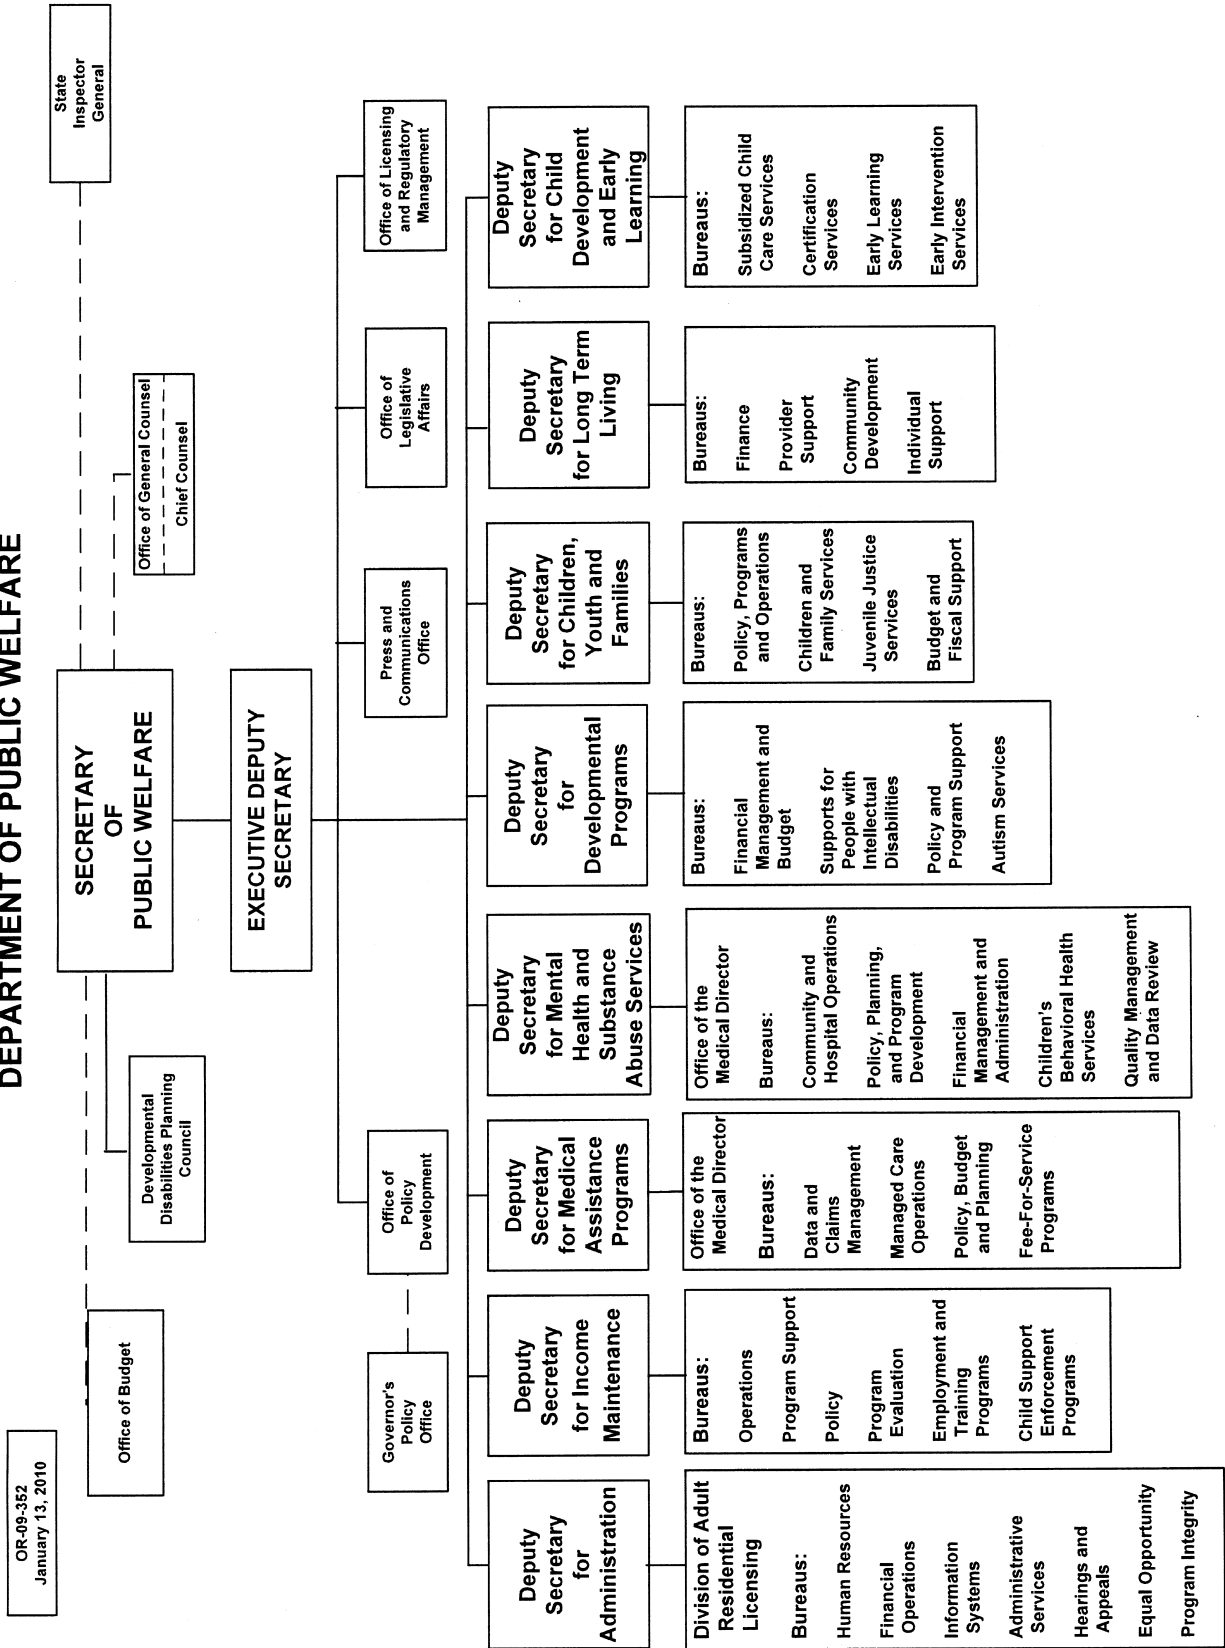 DEPARTMENT OF PUBLIC WELFARE
OR-09-352
January 13, 2010
State
Inspector
General
Office of General Counsel
Chief Counsel
SECRETARY
OF
PUBLIC WELFARE
Office of Budget
Developmental
Disabilities Planning
Council
EXECUTIVE DEPUTY
SECRETARY
Governor's
Policy
Office
Office of
Policy
Development
Press and
Communications
Office
Office of
Legislative
Affairs
Office of Licensing
and Regulatory
Management
Deputy
Secretary
for
Administration
Division of Adult
Residential
Licensing
Bureaus:
Human Resources
Financial
Operations
Information
Systems
Administrative
Services
Hearings and
Appeals
Equal Opportunity
Program Integrity
Deputy
Secretary
for Income
Maintenance
Bureaus:
Operations
Program Support
Policy
Program
Evaluation
Employment and
Training
Programs
Child Support
Enforcement
Programs
Deputy
Secretary
for Medical
Assistance
Programs
Office of the
Medical Director
Bureaus:
Data and
Claims
Management
Managed Care
Operations
Policy, Budget
and Planning
Fee-For-Service
Programs
Deputy
Secretary
for Mental
Health and
Substance
Abuse Services
Office of the
Medical Director
Bureaus:
Community and
Hospital Operations
Policy, Planning,
and Program
Development
Financial
Management and
Administration
Children's
Behavioral Health
Services
Quality Management
and Data Review
Deputy
Secretary
for
Developmental
Programs
Bureaus:
Financial
Management and
Budget
Supports for
People with
Intellectual
Disabilities
Policy and
Program Support
Autism Services
Deputy
Secretary
for Children,
Youth and
Families
Bureaus:
Policy, Programs
and Operations
Children and
Family Services
Juvenile Justice
Services
Budget and
Fiscal Support
Deputy
Secretary
for Long Term
Living
Bureaus:
Finance
Provider
Support
Community
Development
Individual
Support
Deputy
Secretary
for Child
Development
and Early
Learning
Bureaus:
Subsidized Child
Care Services
Certification
Services
Early Learning
Services
Early Intervention
Services